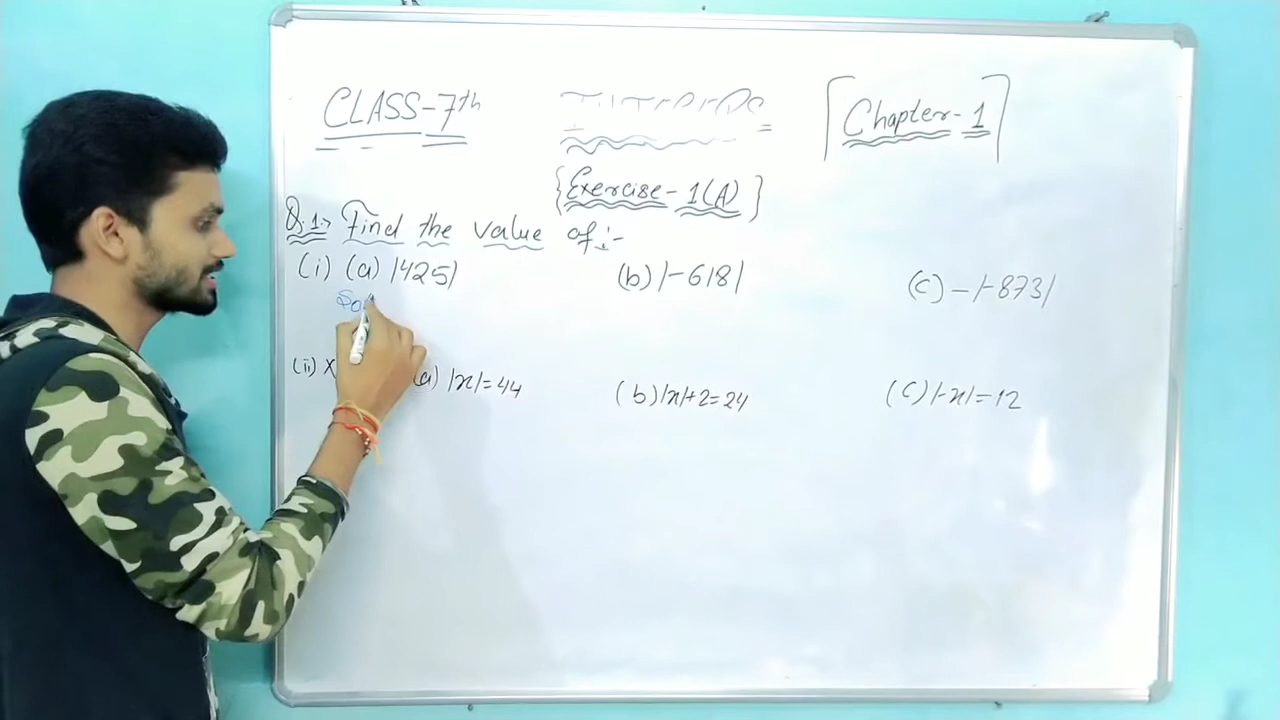 CLASS-7th
Chapter-1
{Exercise-1(A)}
Q.1:- Find the value of:-
(i) (a) |425| (b) |-618| (c) -|-873|
(ii) X (a) |x|=44 (b) |x|+2=24 (c) |-x|=12